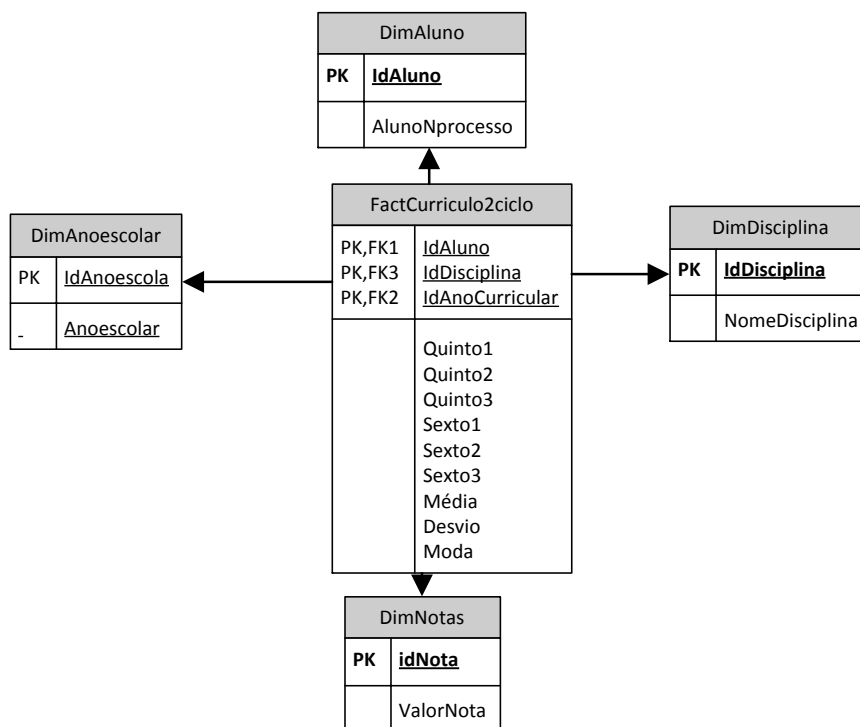 DimAluno
PK IdAluno
AlunoNprocesso
FactCurriculo2ciclo
PK,FK1 IdAluno
PK,FK3 IdDisciplina
PK,FK2 IdAnoCurricular
Quinto1
Quinto2
Quinto3
Sexto1
Sexto2
Sexto3
Média
Desvio
Moda
DimAnoescolar
PK IdAnoescola
Anoescolar
DimDisciplina
PK IdDisciplina
NomeDisciplina
DimNotas
PK idNota
ValorNota